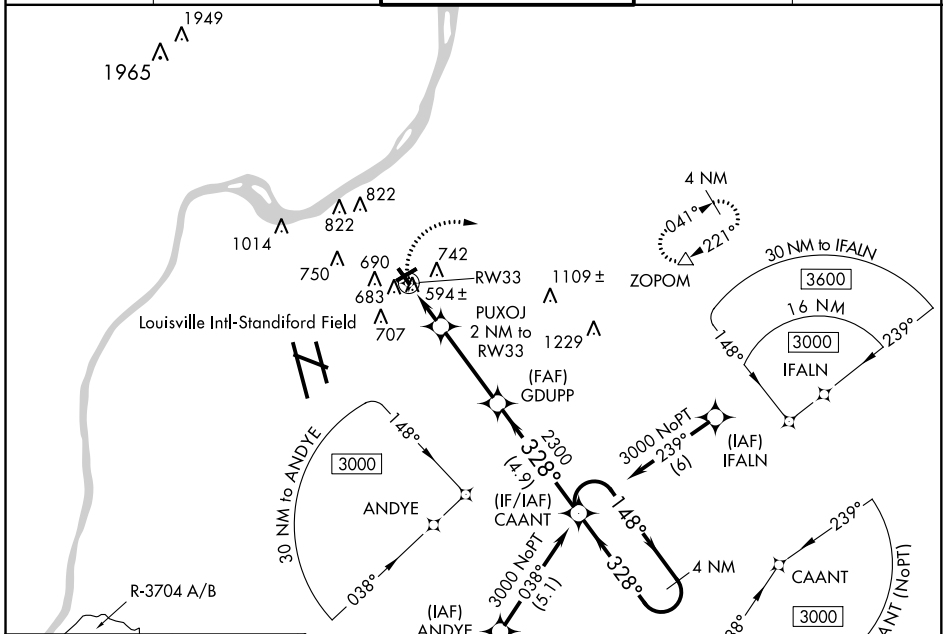 1949
1965
822
822
1014
750
690
742
683
594±
RW33
707
1109±
1229
4 NM
041°
221°
ZOPOM
30 NM to IFALN
3600
16 NM
3000
IFALN
148°
239°
Louisville Intl-Standiford Field
PUXOJ
2 NM to
RW33
(FAF)
GDUPP
2300
328°
(4.9)
3000 NoPT
239°
(6)
(IAF)
IFALN
(IF/IAF)
CAANT
148°
328°
4 NM
30 NM to ANDYE
3000
148°
ANDYE
038°
3000 NoPT
038°
(5.1)
(IAF)
ANDYE
239°
CAANT
3000
R-3704 A/B